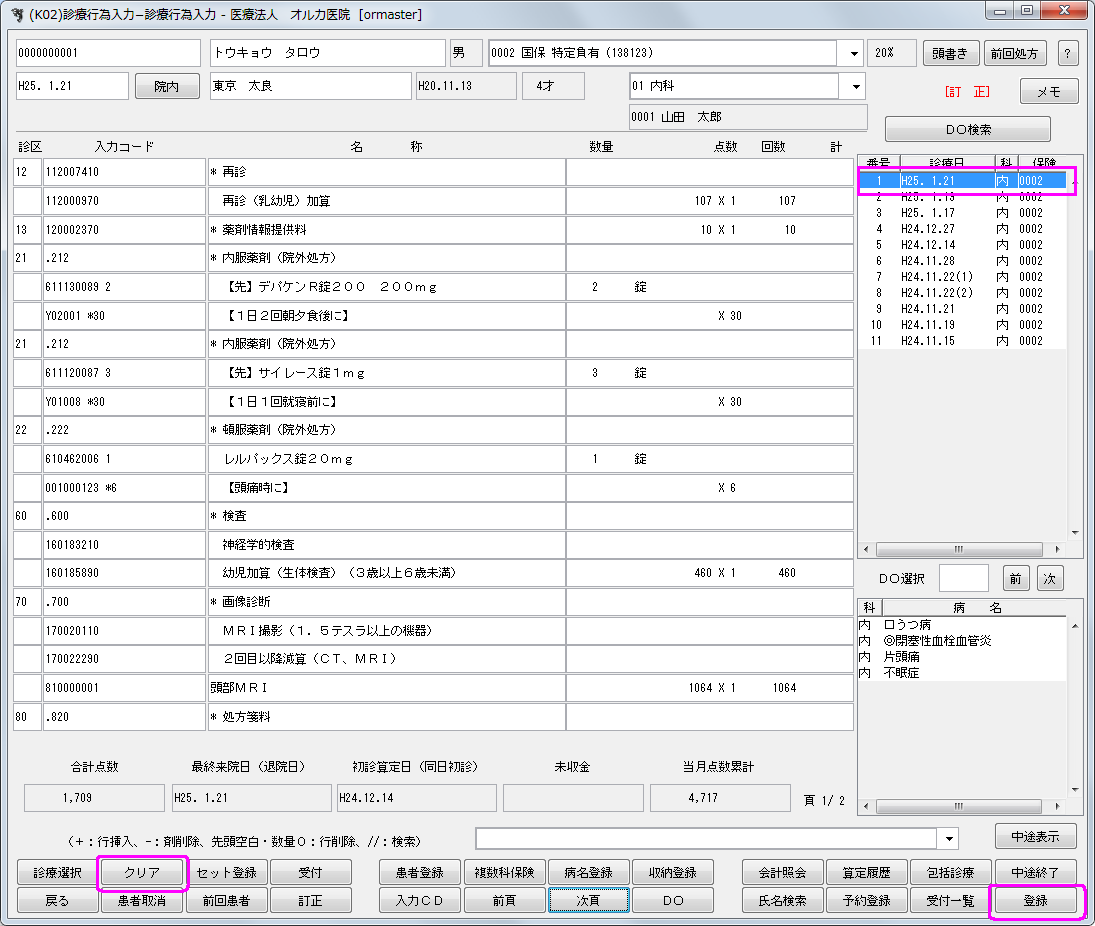 (K02)診療行為入力－診療行為入力 - 医療法人　オルカ医院　[ormaster]
0000000001 トウキョウ　タロウ 男 0002 国保 特定負有 (138123) 20% 頭書き 前回処方 ?
H25. 1.21 院内 東京　太良 H20.11.13 4才 01 内科 [訂　正] メモ
0001 山田　太郎
DO検索
診区 入力コード 名　　称 数量 点数 回数 計
12 112007410 * 再診
112000970 再診（乳幼児）加算 107 X 1 107
13 120002370 * 薬剤情報提供料 10 X 1 10
21 .212 * 内服薬剤（院外処方）
611130089 2 【先】デパケンＲ錠２００　２００ｍｇ 2 錠
Y02001 *30 【１日２回朝夕食後に】 X 30
21 .212 * 内服薬剤（院外処方）
611120087 3 【先】サイレース錠１ｍｇ 3 錠
Y01008 *30 【１日１回就寝前に】 X 30
22 .222 * 頓服薬剤（院外処方）
610462006 1 レルパックス錠２０ｍｇ 1 錠
001000123 *6 【頭痛時に】 X 6
60 .600 * 検査
160183210 神経学的検査
160185890 幼児加算（生体検査）（３歳以上６歳未満） 460 X 1 460
70 .700 * 画像診断
170020110 ＭＲＩ撮影（１．５テスラ以上の機器）
170022290 ２回目以降減算（ＣＴ、ＭＲＩ）
810000001 頭部ＭＲＩ 1064 X 1 1064
80 .820 * 処方箋料
番号 診療日 科 保険
1 H25. 1.21 内 0002
2 H25. 1.19 内 0002
3 H25. 1.17 内 0002
4 H24.12.27 内 0002
5 H24.12.14 内 0002
6 H24.11.28 内 0002
7 H24.11.22(1) 内 0002
8 H24.11.22(2) 内 0002
9 H24.11.21 内 0002
10 H24.11.19 内 0002
11 H24.11.15 内 0002
DO選択 前 次
科 病　　名
内 口うつ病
内 ◎閉塞性血栓血管炎
内 片頭痛
内 不眠症
合計点数 最終来院日（退院日） 初診算定日（同日初診） 未収金 当月点数累計
1,709 H25. 1.21 H24.12.14 4,717 頁 1/ 2
（＋：行挿入、－：剤削除、先頭空白・数量０：行削除、//：検索） 中途表示
診療選択 クリア セット登録 受付 患者登録 複数科保険 病名登録 収納登録 会計照会 算定履歴 包括診療 中途終了
戻る 患者取消 前回患者 訂正 入力ＣＤ 前頁 次頁 ＤＯ 氏名検索 予約登録 受付一覧 登録